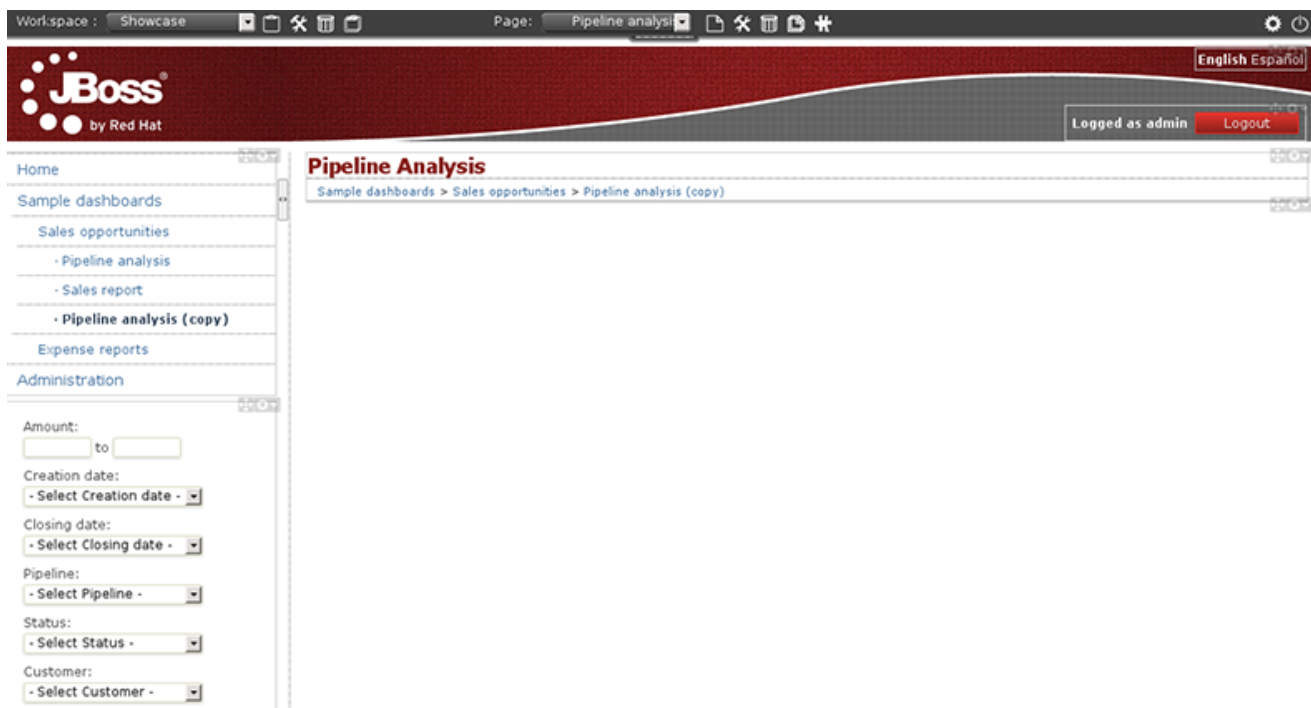 Workspace : Showcase Page: Pipeline analysi
English Español
JBoss®
by Red Hat
Logged as admin Logout
Home
Sample dashboards
Sales opportunities
· Pipeline analysis
· Sales report
· Pipeline analysis (copy)
Expense reports
Administration
Pipeline Analysis
Sample dashboards > Sales opportunities > Pipeline analysis (copy)
Amount:
to
Creation date:
- Select Creation date -
Closing date:
- Select Closing date -
Pipeline:
- Select Pipeline -
Status:
- Select Status -
Customer:
- Select Customer -